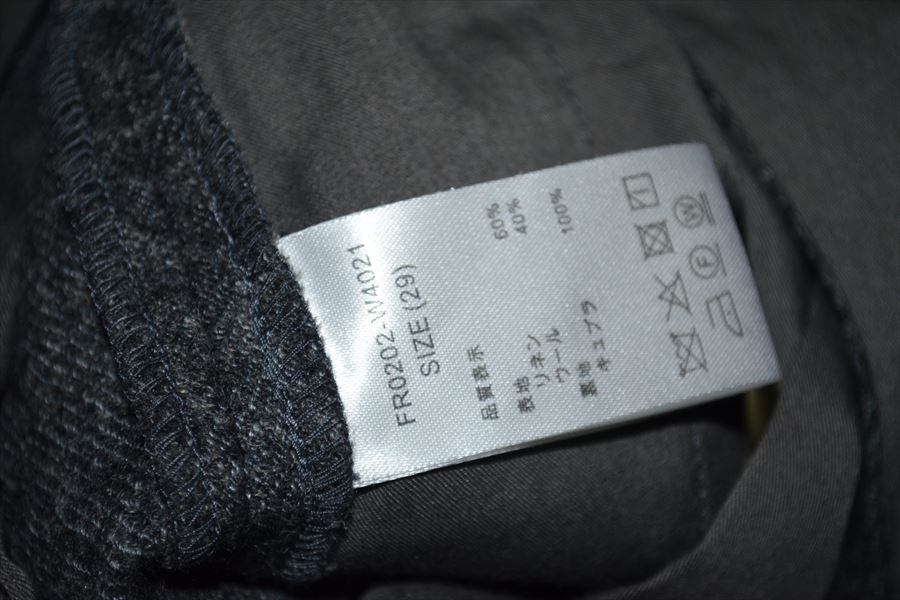 FR0202-W4021
SIZE (29)
品質表示
表地
リネン 60%
ウール 40%
裏地
キュプラ 100%
W
F